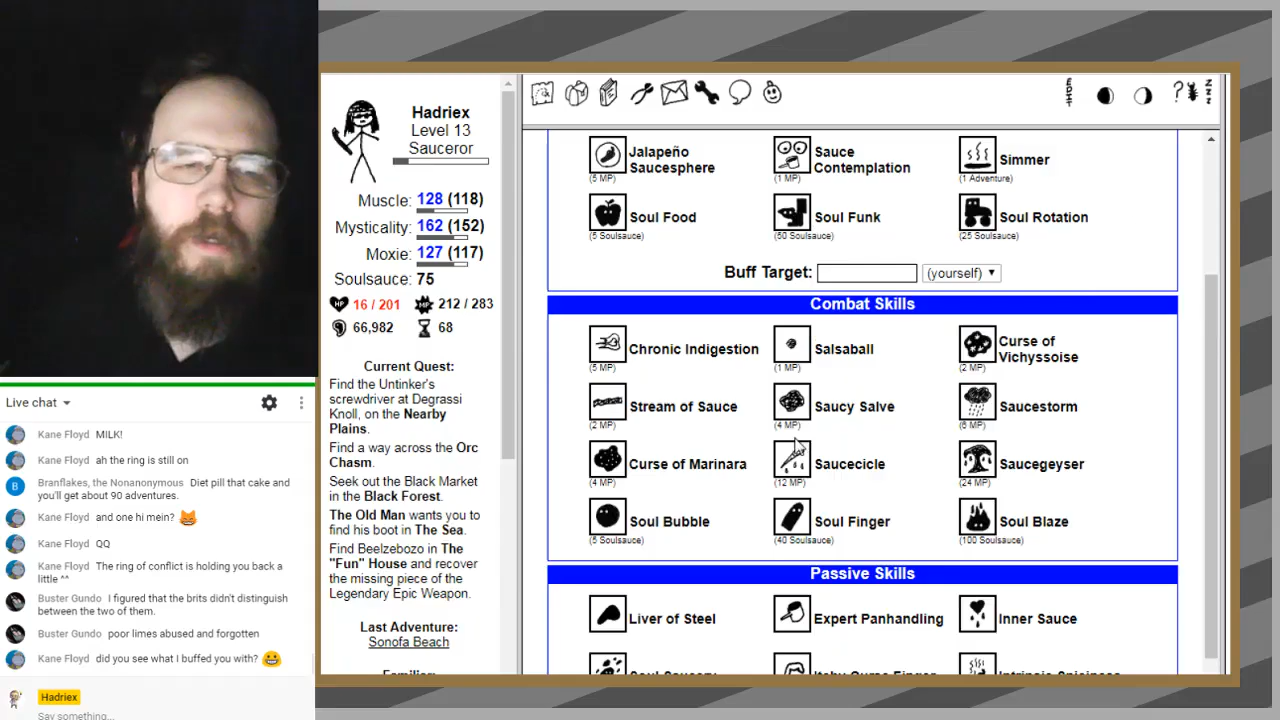 Hadriex
Level 13
Sauceror
Muscle: 128 (118)
Mysticality: 162 (152)
Moxie: 127 (117)
Soulsauce: 75
HP 16 / 201 MP 212 / 283
66,982 68
Current Quest:
Find the Untinker's
screwdriver at Degrassi
Knoll, on the Nearby
Plains.
Find a way across the Orc
Chasm.
Seek out the Black Market
in the Black Forest.
The Old Man wants you to
find his boot in The Sea.
Find Beelzebozo in The
"Fun" House and recover
the missing piece of the
Legendary Epic Weapon.
Last Adventure:
Sonofa Beach
Familiar:
EDIT
? Z Z Z
Jalapeño
Saucesphere
(5 MP)
Sauce
Contemplation
(1 MP)
Simmer
(1 Adventure)
Soul Food
(5 Soulsauce)
Soul Funk
(50 Soulsauce)
Soul Rotation
(25 Soulsauce)
Buff Target: (yourself)
Combat Skills
Chronic Indigestion
(5 MP)
Salsaball
(1 MP)
Curse of
Vichyssoise
(2 MP)
Stream of Sauce
(2 MP)
Saucy Salve
(4 MP)
Saucestorm
(6 MP)
Curse of Marinara
(4 MP)
Saucecicle
(12 MP)
Saucegeyser
(24 MP)
Soul Bubble
(5 Soulsauce)
Soul Finger
(40 Soulsauce)
Soul Blaze
(100 Soulsauce)
Passive Skills
Liver of Steel
Expert Panhandling
Inner Sauce
Soul Saucery
Itchy Curse Finger
Intrinsic Spiciness
Live chat
Kane Floyd MILK!
Kane Floyd ah the ring is still on
B Branflakes, the Nonanonymous Diet pill that cake and
you'll get about 90 adventures.
Kane Floyd and one hi mein?
Kane Floyd QQ
Kane Floyd The ring of conflict is holding you back a
little ^^
Buster Gundo I figured that the brits didn't distinguish
between the two of them.
Buster Gundo poor limes abused and forgotten
Kane Floyd did you see what I buffed you with?
Hadriex
Say something...